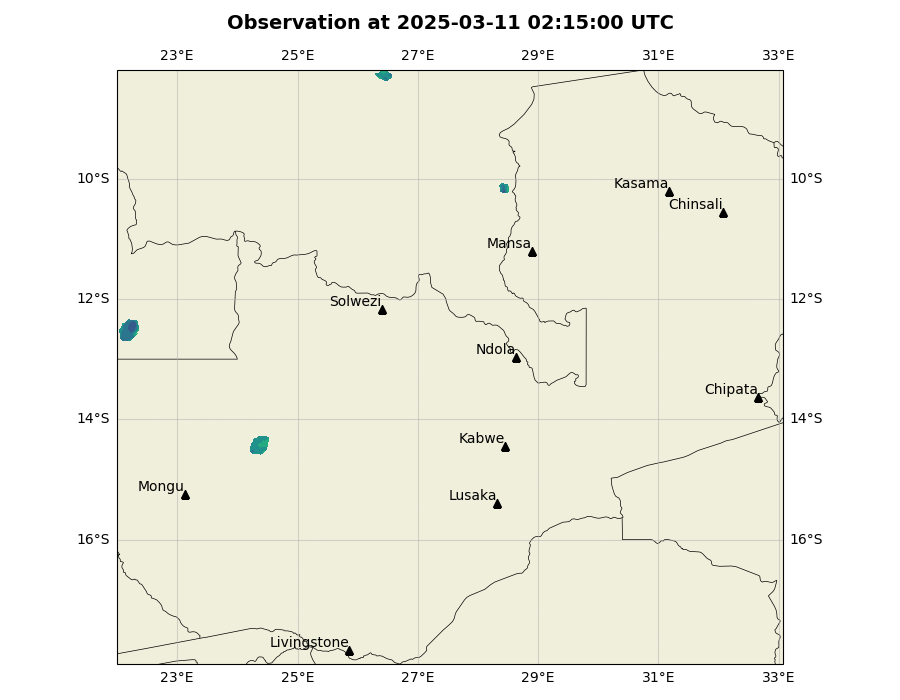 Observation at 2025-03-11 02:15:00 UTC
23°E 25°E 27°E 29°E 31°E 33°E
10°S 10°S
Kasama
Chinsali
Mansa
12°S 12°S
Solwezi
Ndola
Chipata
14°S 14°S
Kabwe
Mongu
Lusaka
16°S 16°S
Livingstone
23°E 25°E 27°E 29°E 31°E 33°E